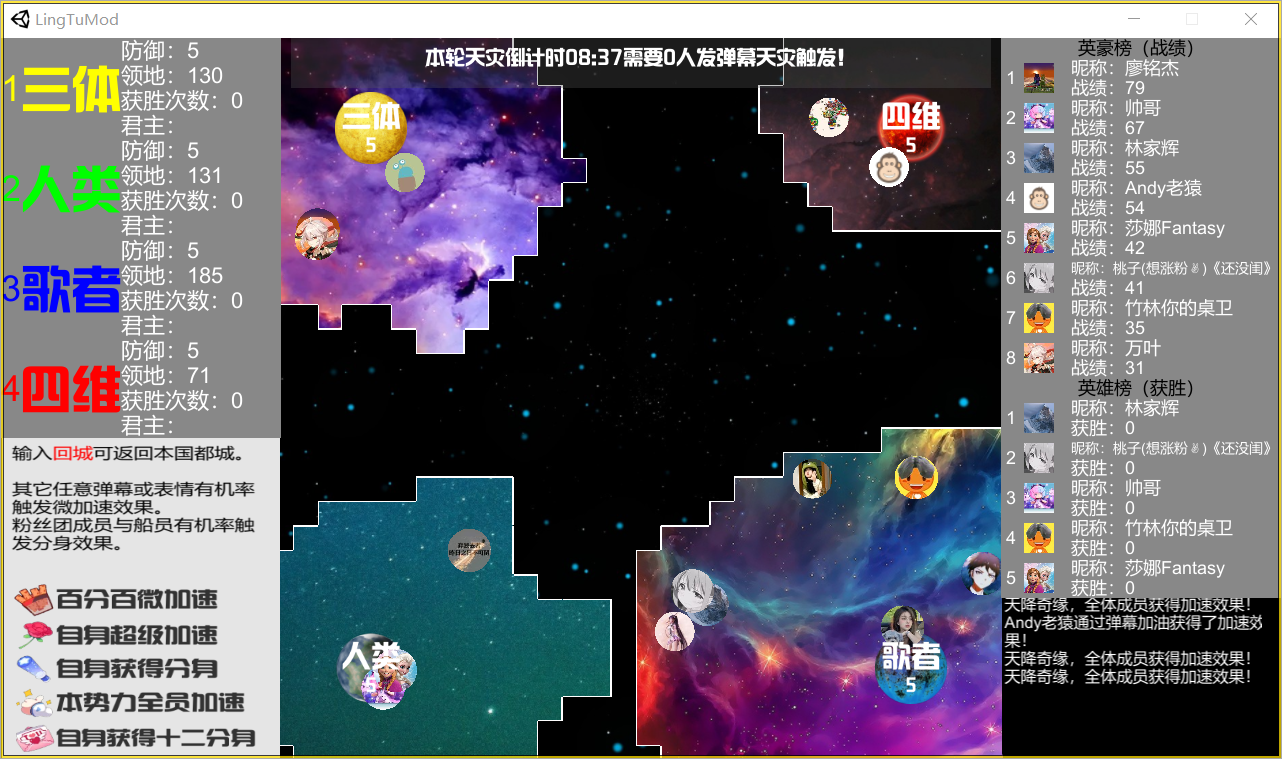 LingTuMod
1三体
防御：5
领地：130
获胜次数：0
君主：
2人类
防御：5
领地：131
获胜次数：0
君主：
3歌者
防御：5
领地：185
获胜次数：0
君主：
4四维
防御：5
领地：71
获胜次数：0
君主：
输入回城可返回本国都城。
其它任意弹幕或表情有机率
触发微加速效果。
粉丝团成员与船员有机率触
发分身效果。
百分百微加速
自身超级加速
自身获得分身
本势力全员加速
自身获得十二分身
本轮天灾倒计时08:37需要0人发弹幕天灾触发！
三体
5
四维
5
人类
歌者
5
英豪榜（战绩）
1 昵称：廖铭杰
战绩：79
2 昵称：帅哥
战绩：67
3 昵称：林家辉
战绩：55
4 昵称：Andy老猿
战绩：54
5 昵称：莎娜Fantasy
战绩：42
6 昵称：桃子(想涨粉✌)《还没闺》
战绩：41
7 昵称：竹林你的桌卫
战绩：35
8 昵称：万叶
战绩：31
英雄榜（获胜）
1 昵称：林家辉
获胜：0
2 昵称：桃子(想涨粉✌)《还没闺》
获胜：0
3 昵称：帅哥
获胜：0
4 昵称：竹林你的桌卫
获胜：0
5 昵称：莎娜Fantasy
获胜：0
天降奇缘，全体成员获得加速效果！
Andy老猿通过弹幕加油获得了加速效
果！
天降奇缘，全体成员获得加速效果！
天降奇缘，全体成员获得加速效果！